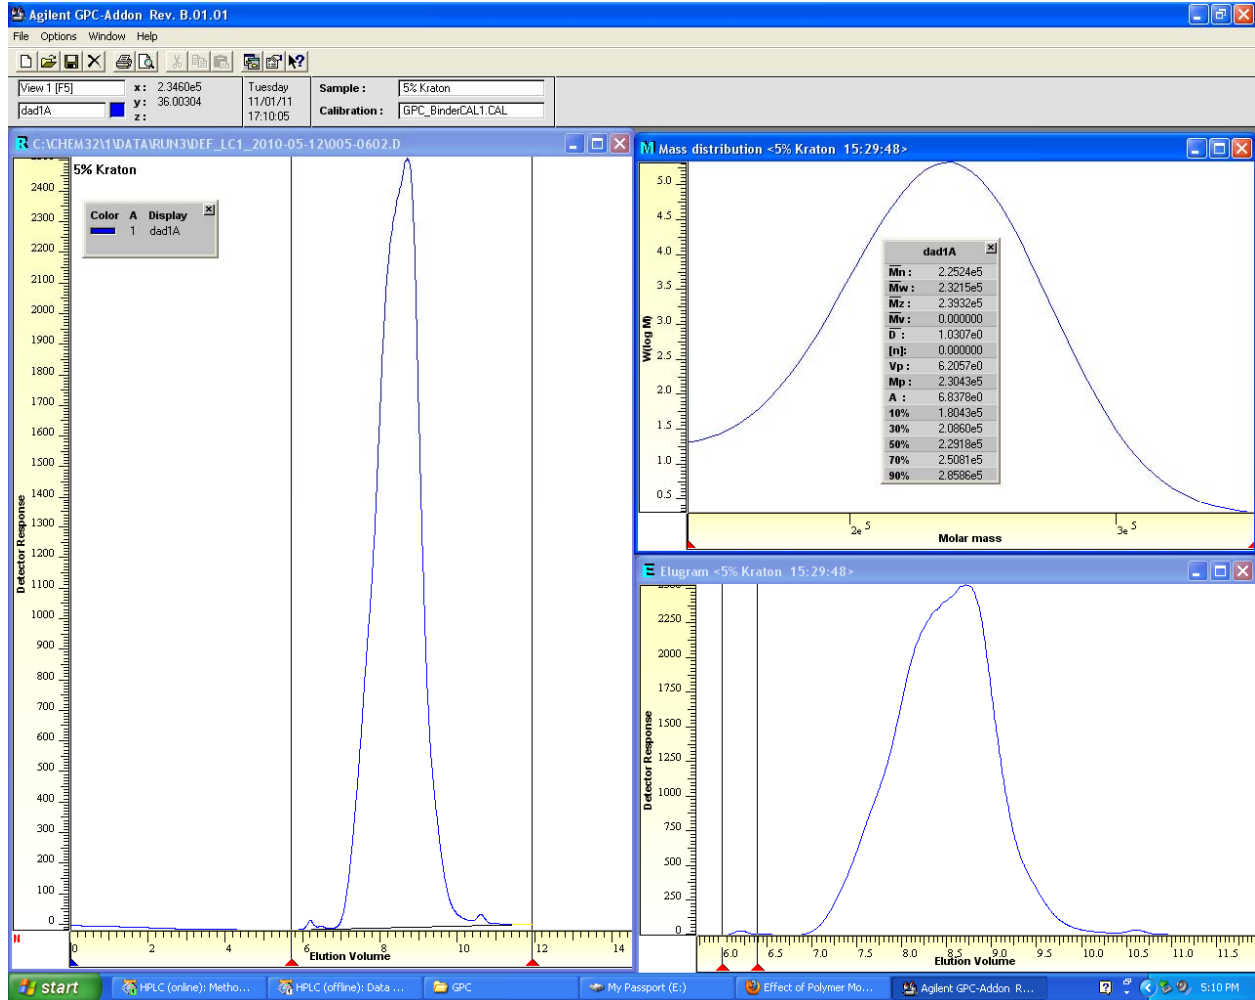 Agilent GPC-Addon Rev. B.01.01
File Options Window Help
View 1 [F5]
dad1A
x: 2.3460e5
y: 36.00304
z:
Tuesday
11/01/11
17:10:05
Sample : 5% Kraton
Calibration : GPC_BinderCAL1.CAL
C:\CHEM32\1\DATA\RUN3\DEF_LC1_2010-05-12\005-0602.D
5% Kraton
Color A Display
1 dad1A
2400
2300
2200
2100
2000
1900
1800
1700
1600
1500
1400
1300
1200
1100
1000
900
800
700
600
500
400
300
200
100
0
Detector Response
N
0 2 4 6 8 10 12 14
Elution Volume
Mass distribution <5% Kraton 15:29:48>
5.0
4.5
4.0
3.5
3.0
2.5
2.0
1.5
1.0
0.5
W(log M)
dad1A
Mn : 2.2524e5
Mw : 2.3215e5
Mz : 2.3932e5
Mv : 0.000000
D : 1.0307e0
[n]: 0.000000
Vp : 6.2057e0
Mp : 2.3043e5
A : 6.8378e0
10% 1.8043e5
30% 2.0860e5
50% 2.2918e5
70% 2.5081e5
90% 2.8586e5
2e 5 3e 5
Molar mass
Elugram <5% Kraton 15:29:48>
2500
2250
2000
1750
1500
1250
1000
750
500
250
0
Detector Response
6.0 6.5 7.0 7.5 8.0 8.5 9.0 9.5 10.0 10.5 11.0 11.5
Elution Volume
start
HPLC (online): Metho...
HPLC (offline): Data ...
GPC
My Passport (E:)
Effect of Polymer Mo...
Agilent GPC-Addon R...
5:10 PM